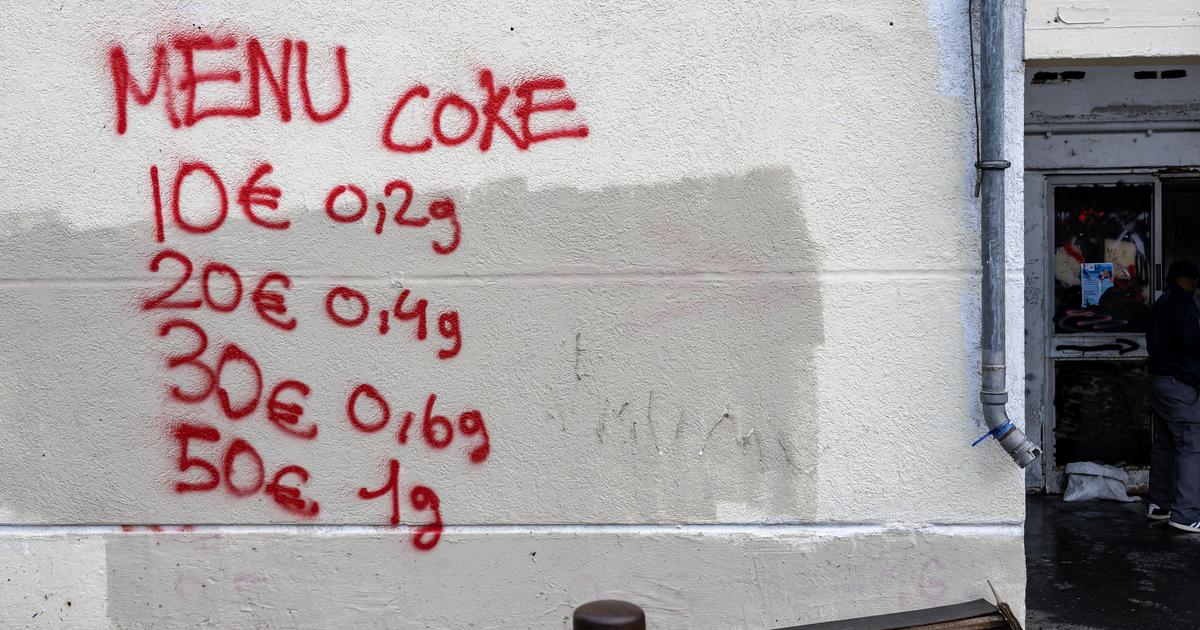 MENU COKE
10€ 0,2g
20€ 0,4g
30€ 0,6g
50€ 1g